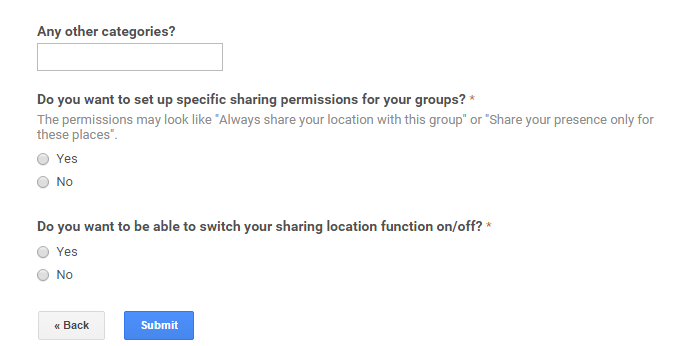 Any other categories?
Do you want to set up specific sharing permissions for your groups? *
The permissions may look like "Always share your location with this group" or "Share your presence only for
these places".
Yes
No
Do you want to be able to switch your sharing location function on/off? *
Yes
No
« Back
Submit